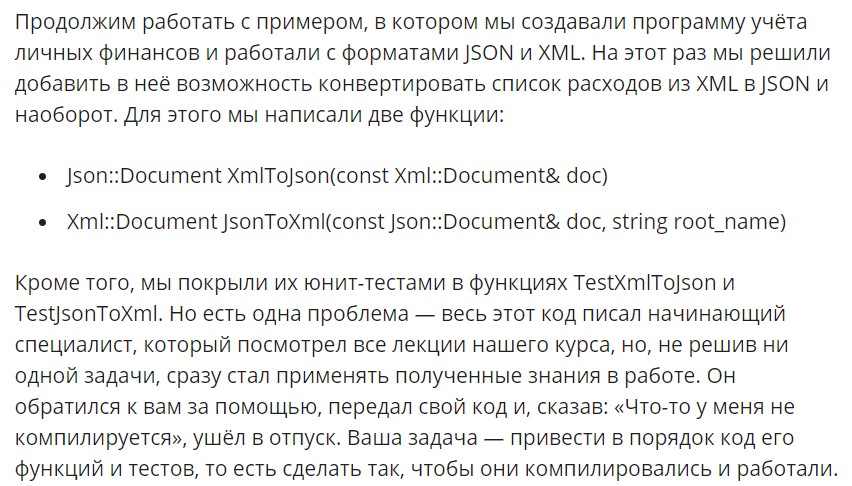 Продолжим работать с примером, в котором мы создавали программу учёта
личных финансов и работали с форматами JSON и XML. На этот раз мы решили
добавить в неё возможность конвертировать список расходов из XML в JSON и
наоборот. Для этого мы написали две функции:
• Json::Document XmlToJson(const Xml::Document& doc)
• Xml::Document JsonToXml(const Json::Document& doc, string root_name)
Кроме того, мы покрыли их юнит-тестами в функциях TestXmlToJson и
TestJsonToXml. Но есть одна проблема — весь этот код писал начинающий
специалист, который посмотрел все лекции нашего курса, но, не решив ни
одной задачи, сразу стал применять полученные знания в работе. Он
обратился к вам за помощью, передал свой код и, сказав: «Что-то у меня не
компилируется», ушёл в отпуск. Ваша задача — привести в порядок код его
функций и тестов, то есть сделать так, чтобы они компилировались и работали.